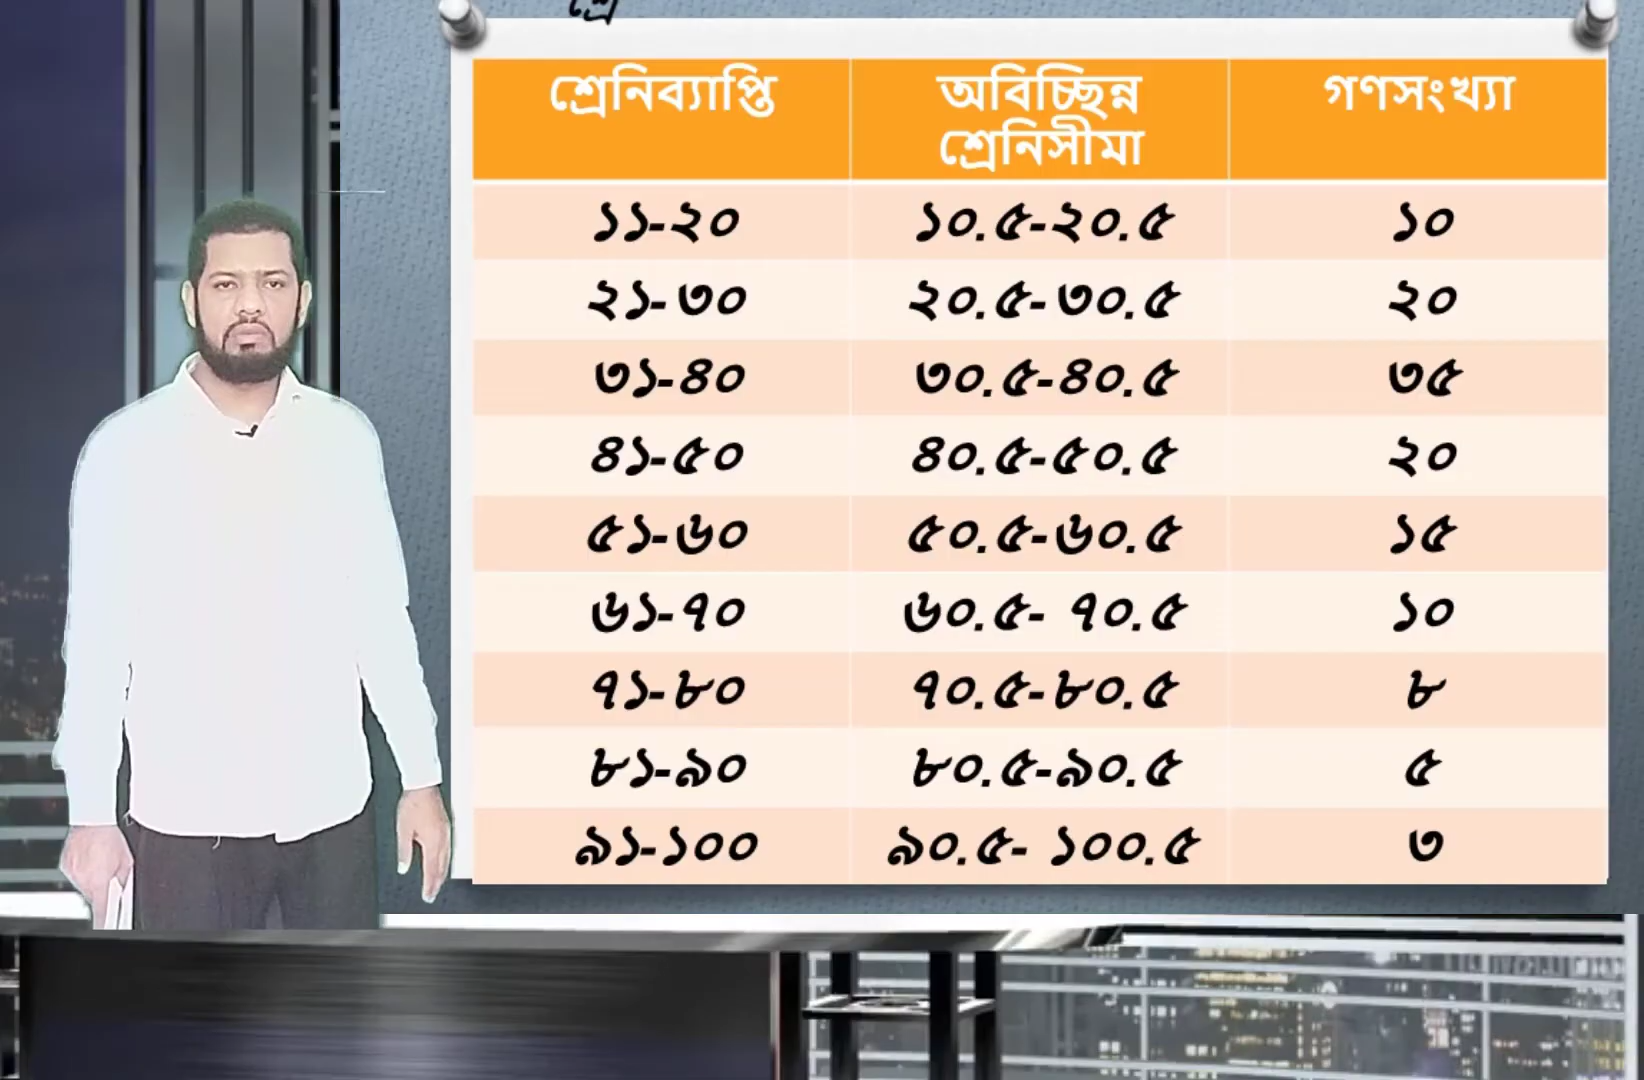 শ্রেনিব্যাপ্তি অবিচ্ছিন্ন শ্রেনিসীমা গণসংখ্যা
১১-২০ ১০.৫-২০.৫ ১০
২১-৩০ ২০.৫-৩০.৫ ২০
৩১-৪০ ৩০.৫-৪০.৫ ৩৫
৪১-৫০ ৪০.৫-৫০.৫ ২০
৫১-৬০ ৫০.৫-৬০.৫ ১৫
৬১-৭০ ৬০.৫- ৭০.৫ ১০
৭১-৮০ ৭০.৫-৮০.৫ ৮
৮১-৯০ ৮০.৫-৯০.৫ ৫
৯১-১০০ ৯০.৫- ১০০.৫ ৩